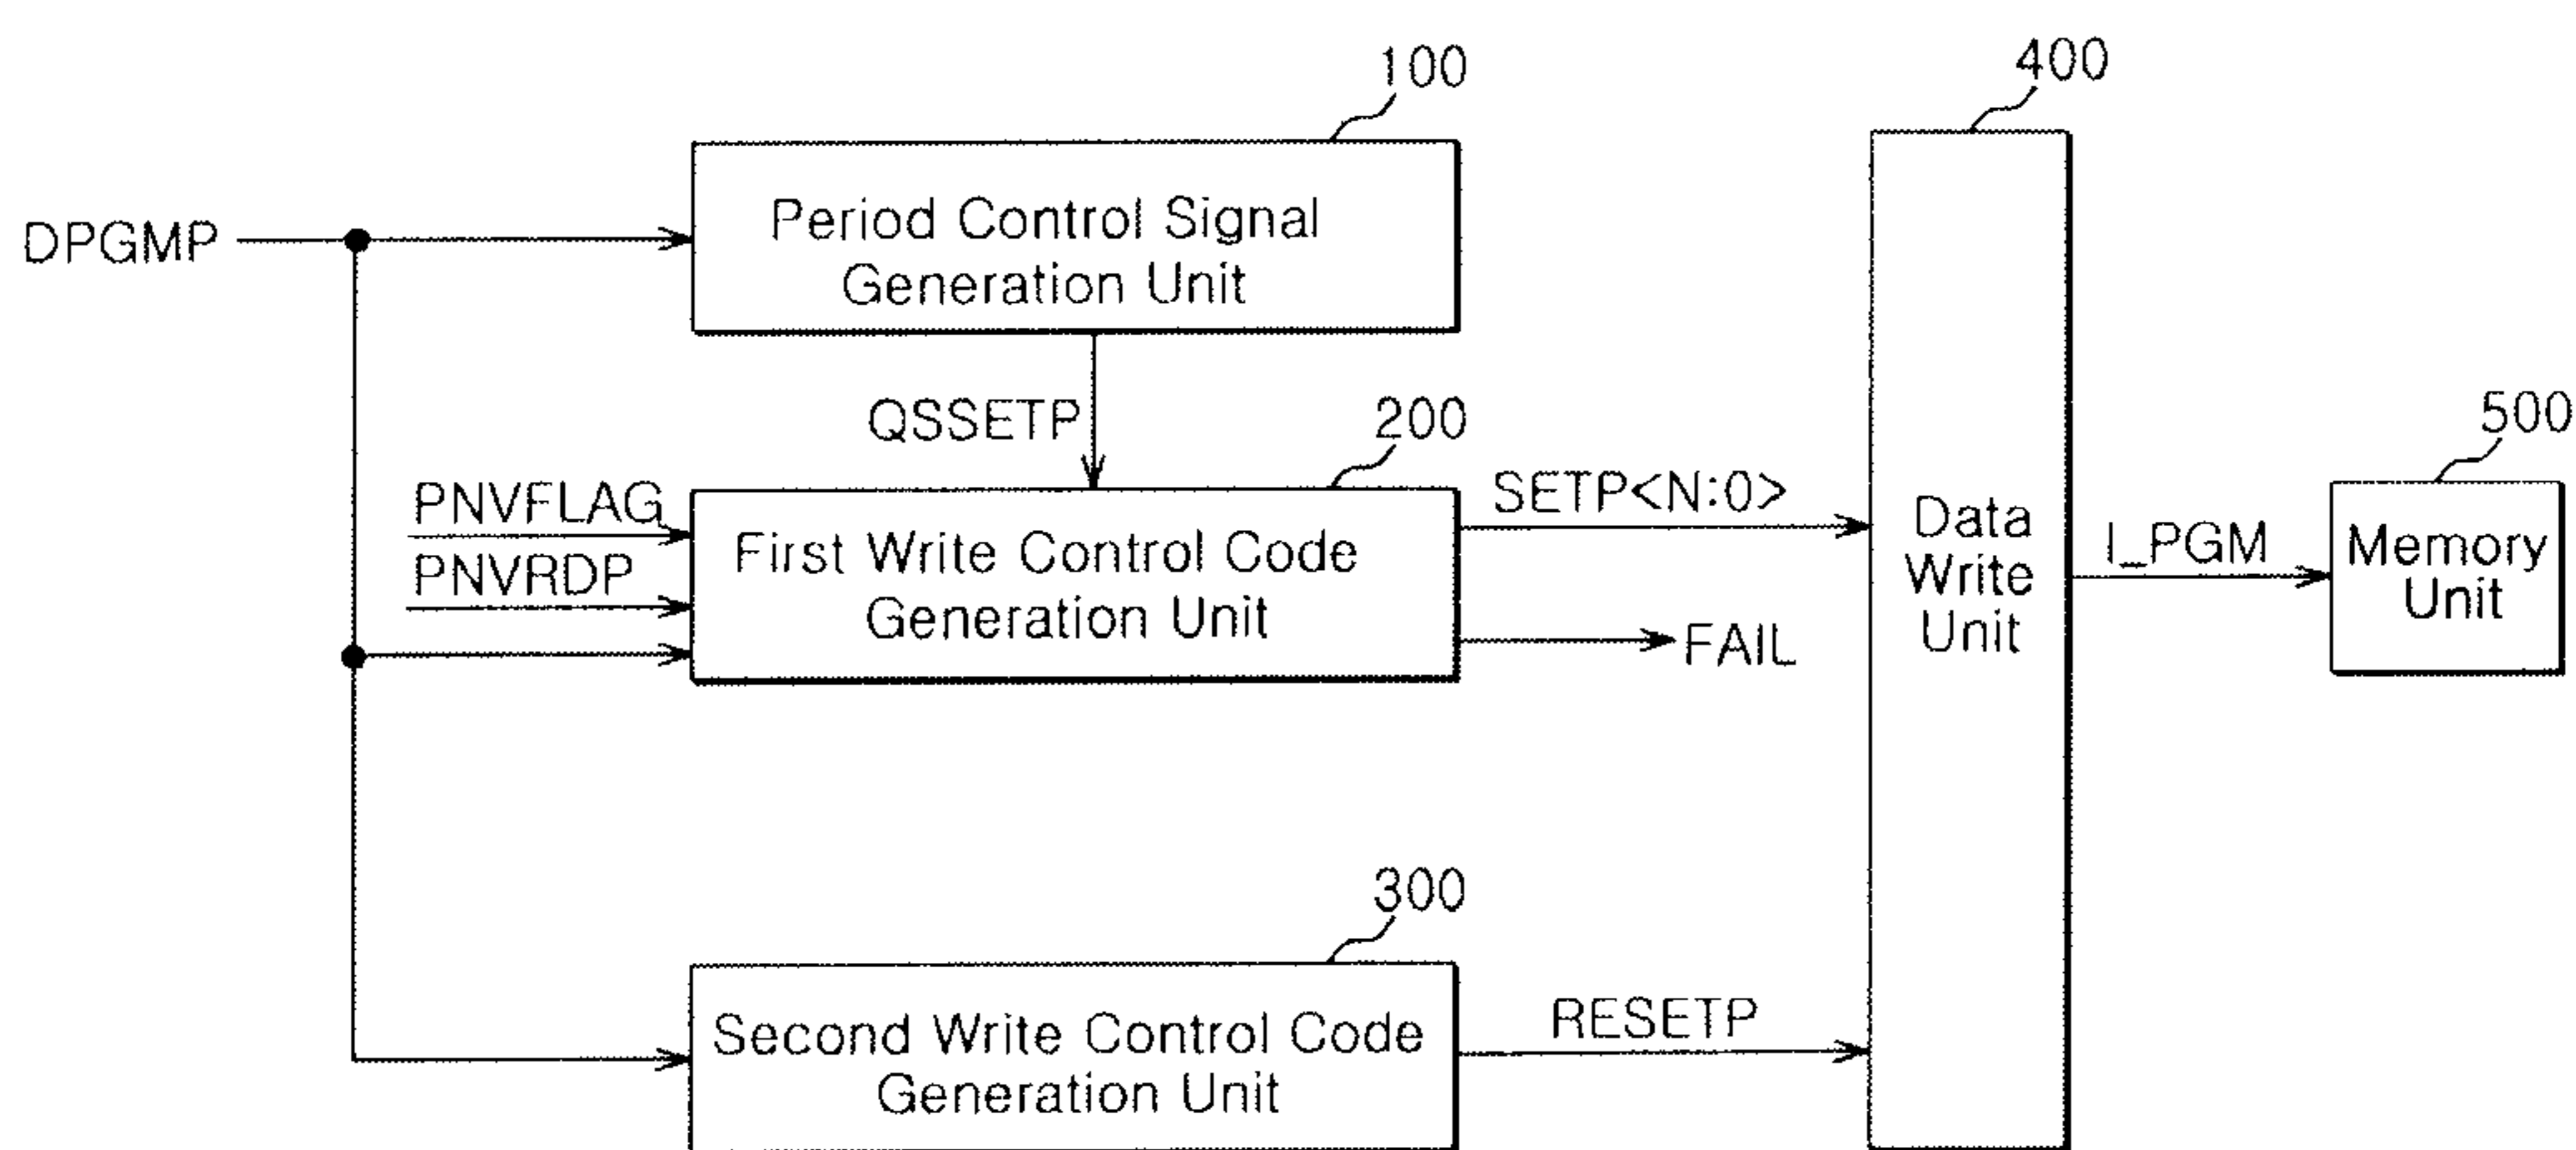 100
400
Period Control Signal
Generation Unit
DPGMP
QSSETP
200
500
PNVFLAG
PNVRDP
First Write Control Code
Generation Unit
SETP<N:0>
FAIL
Data
Write
Unit
I_PGM
Memory
Unit
300
Second Write Control Code
Generation Unit
RESETP